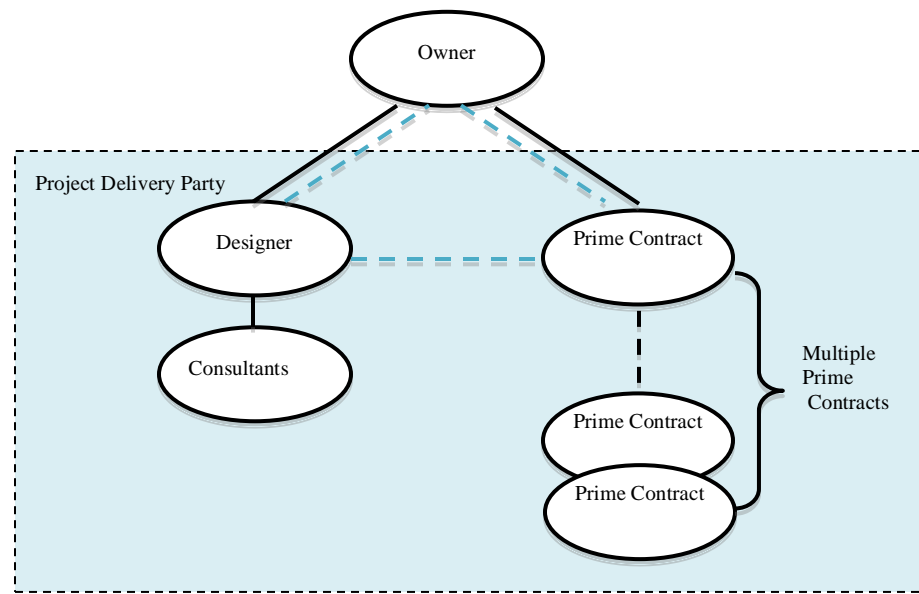 Owner
Project Delivery Party
Designer
Prime Contract
Consultants
Multiple
Prime
Contracts
Prime Contract
Prime Contract